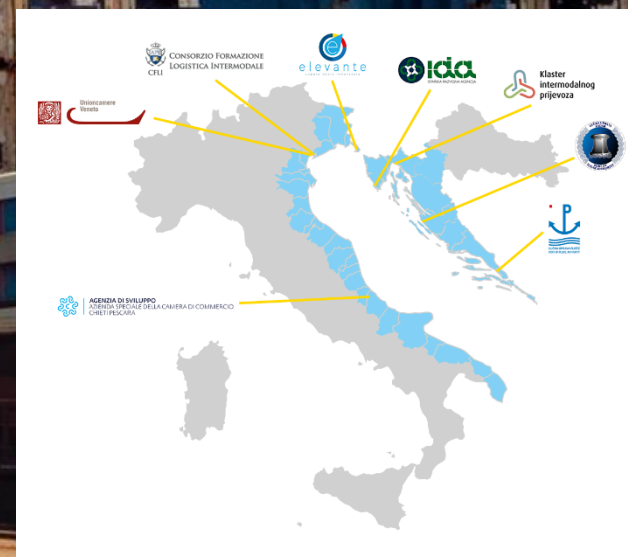 CONSORZIO FORMAZIONE
LOGISTICA INTERMODALE
CFLI
elevante
ida
Klaster
intermodalnog
prijevoza
Unioncamere
Veneto
P
AGENZIA DI SVILUPPO
AZIENDA SPECIALE DELLA CAMERA DI COMMERCIO
CHIETI PESCARA